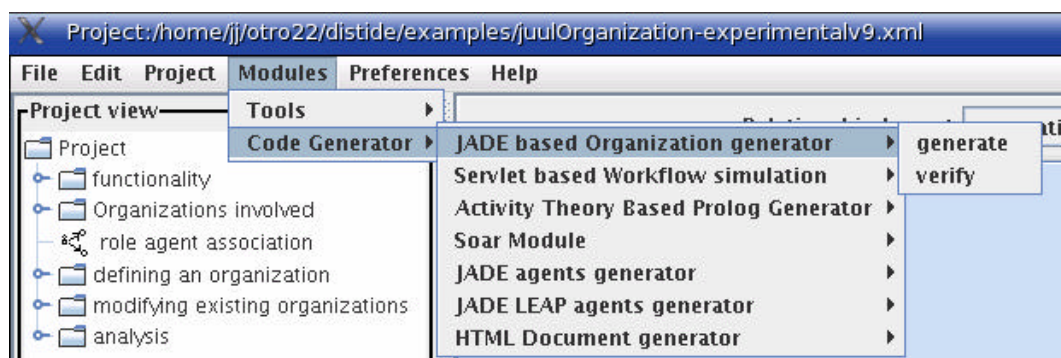 Project:/home/jj/otro22/distide/examples/juulOrganization-experimentalv9.xml
File Edit Project Modules Preferences Help
Project view
Tools
Code Generator
Project
functionality
Organizations involved
role agent association
defining an organization
modifying existing organizations
analysis
JADE based Organization generator
Servlet based Workflow simulation
Activity Theory Based Prolog Generator
Soar Module
JADE agents generator
JADE LEAP agents generator
HTML Document generator
generate
verify